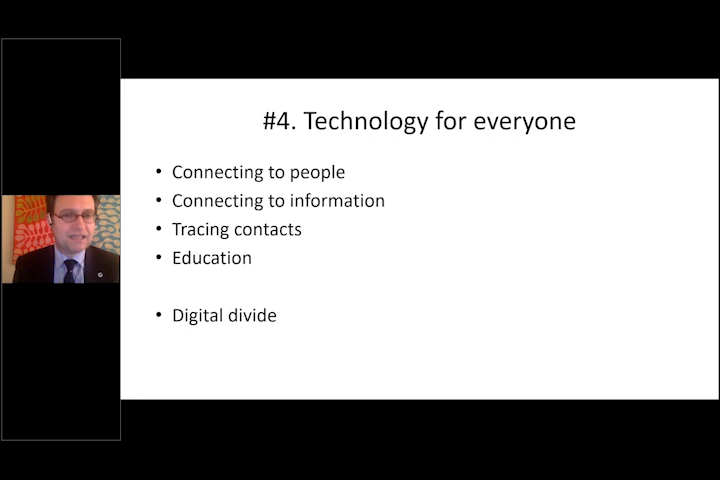 #4. Technology for everyone
• Connecting to people
• Connecting to information
• Tracing contacts
• Education
• Digital divide